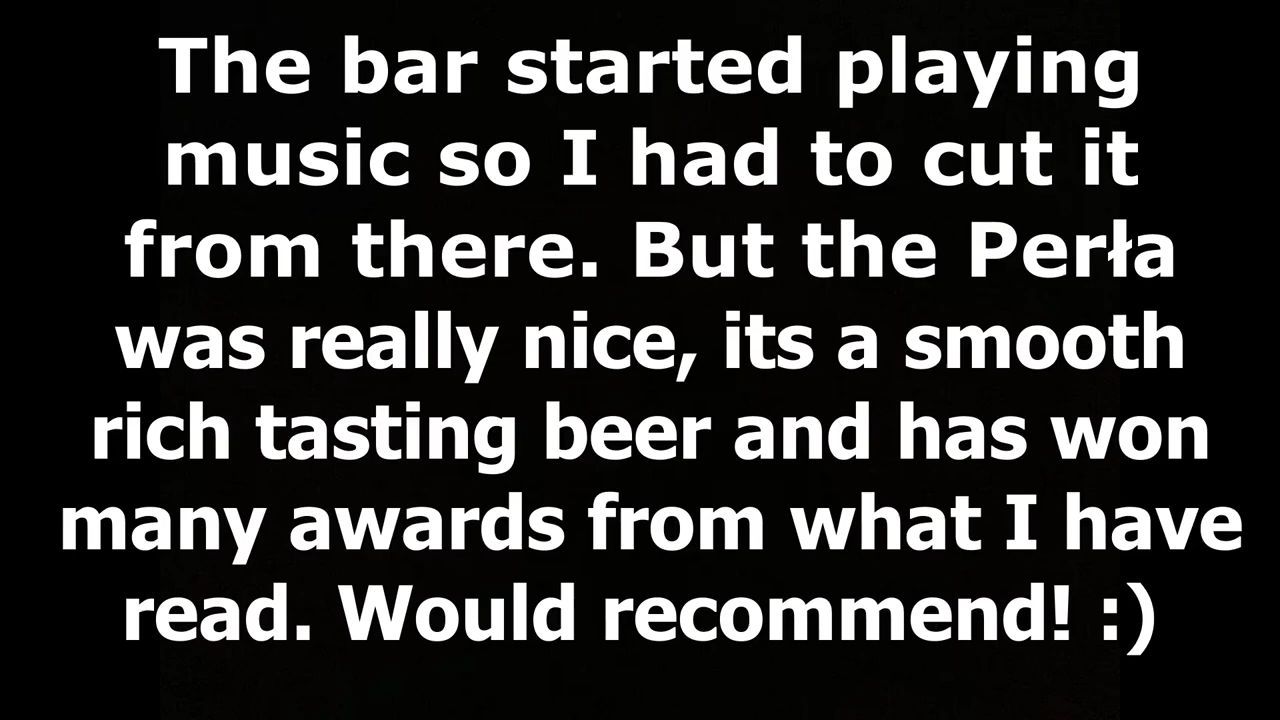 The bar started playing
music so I had to cut it
from there. But the Perła
was really nice, its a smooth
rich tasting beer and has won
many awards from what I have
read. Would recommend! :)